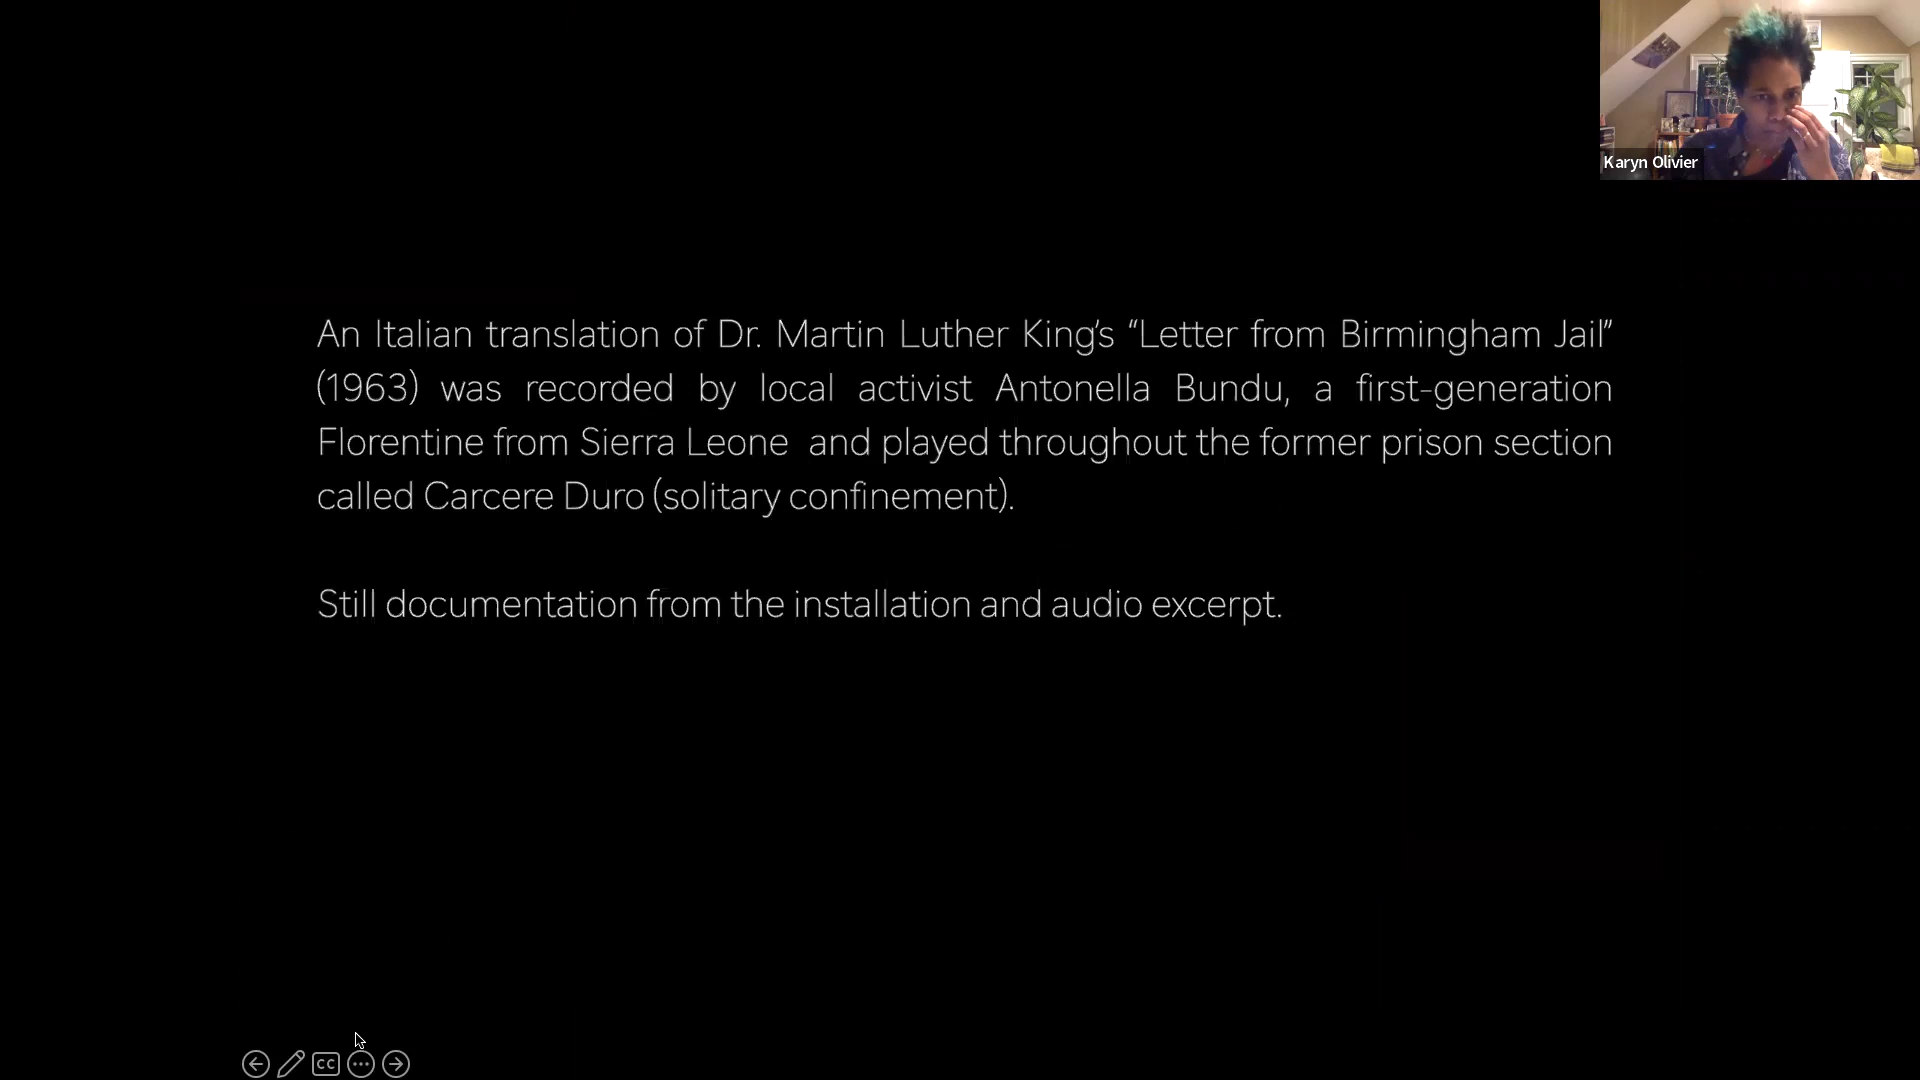 Karyn Olivier
An Italian translation of Dr. Martin Luther King's “Letter from Birmingham Jail”
(1963) was recorded by local activist Antonella Bundu, a first-generation
Florentine from Sierra Leone  and played throughout the former prison section
called Carcere Duro (solitary confinement).
Still documentation from the installation and audio excerpt.
CC